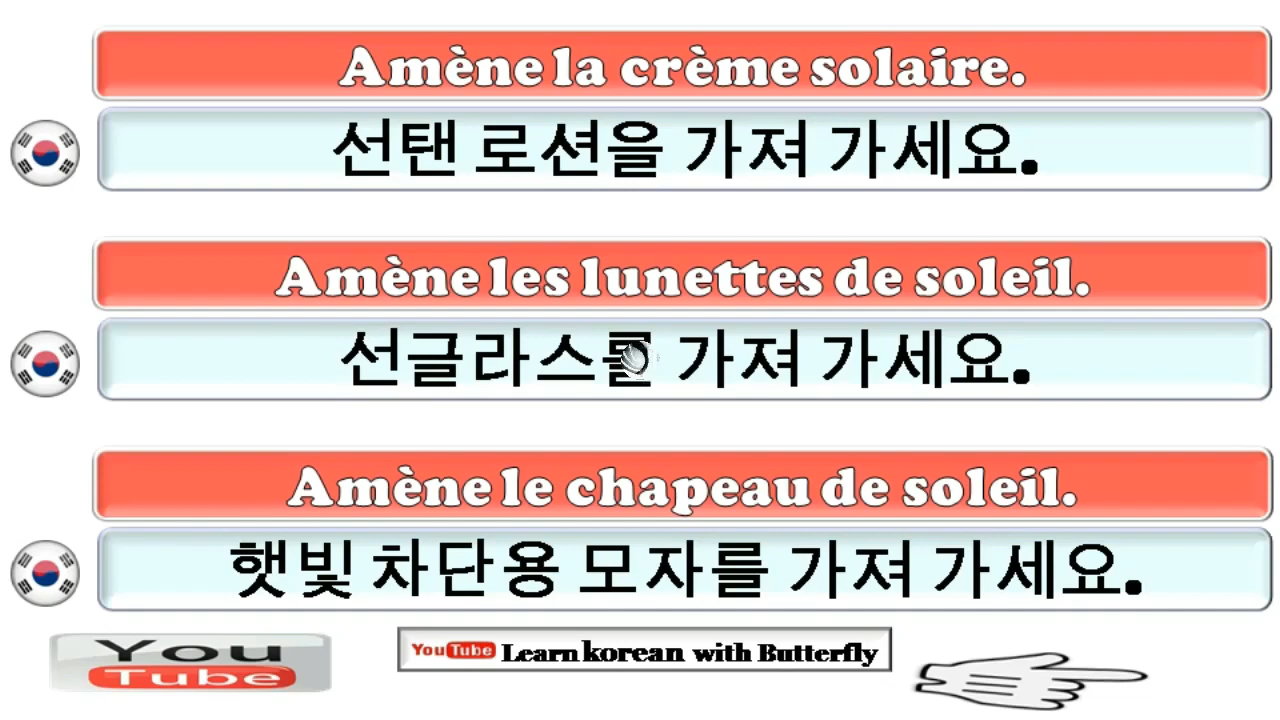 Amène la crème solaire.
선탠 로션을 가져 가세요.
Amène les lunettes de soleil.
선글라스를 가져 가세요.
Amène le chapeau de soleil.
햇빛 차단용 모자를 가져 가세요.
You
Tube
YouTube Learn korean with Butterfly